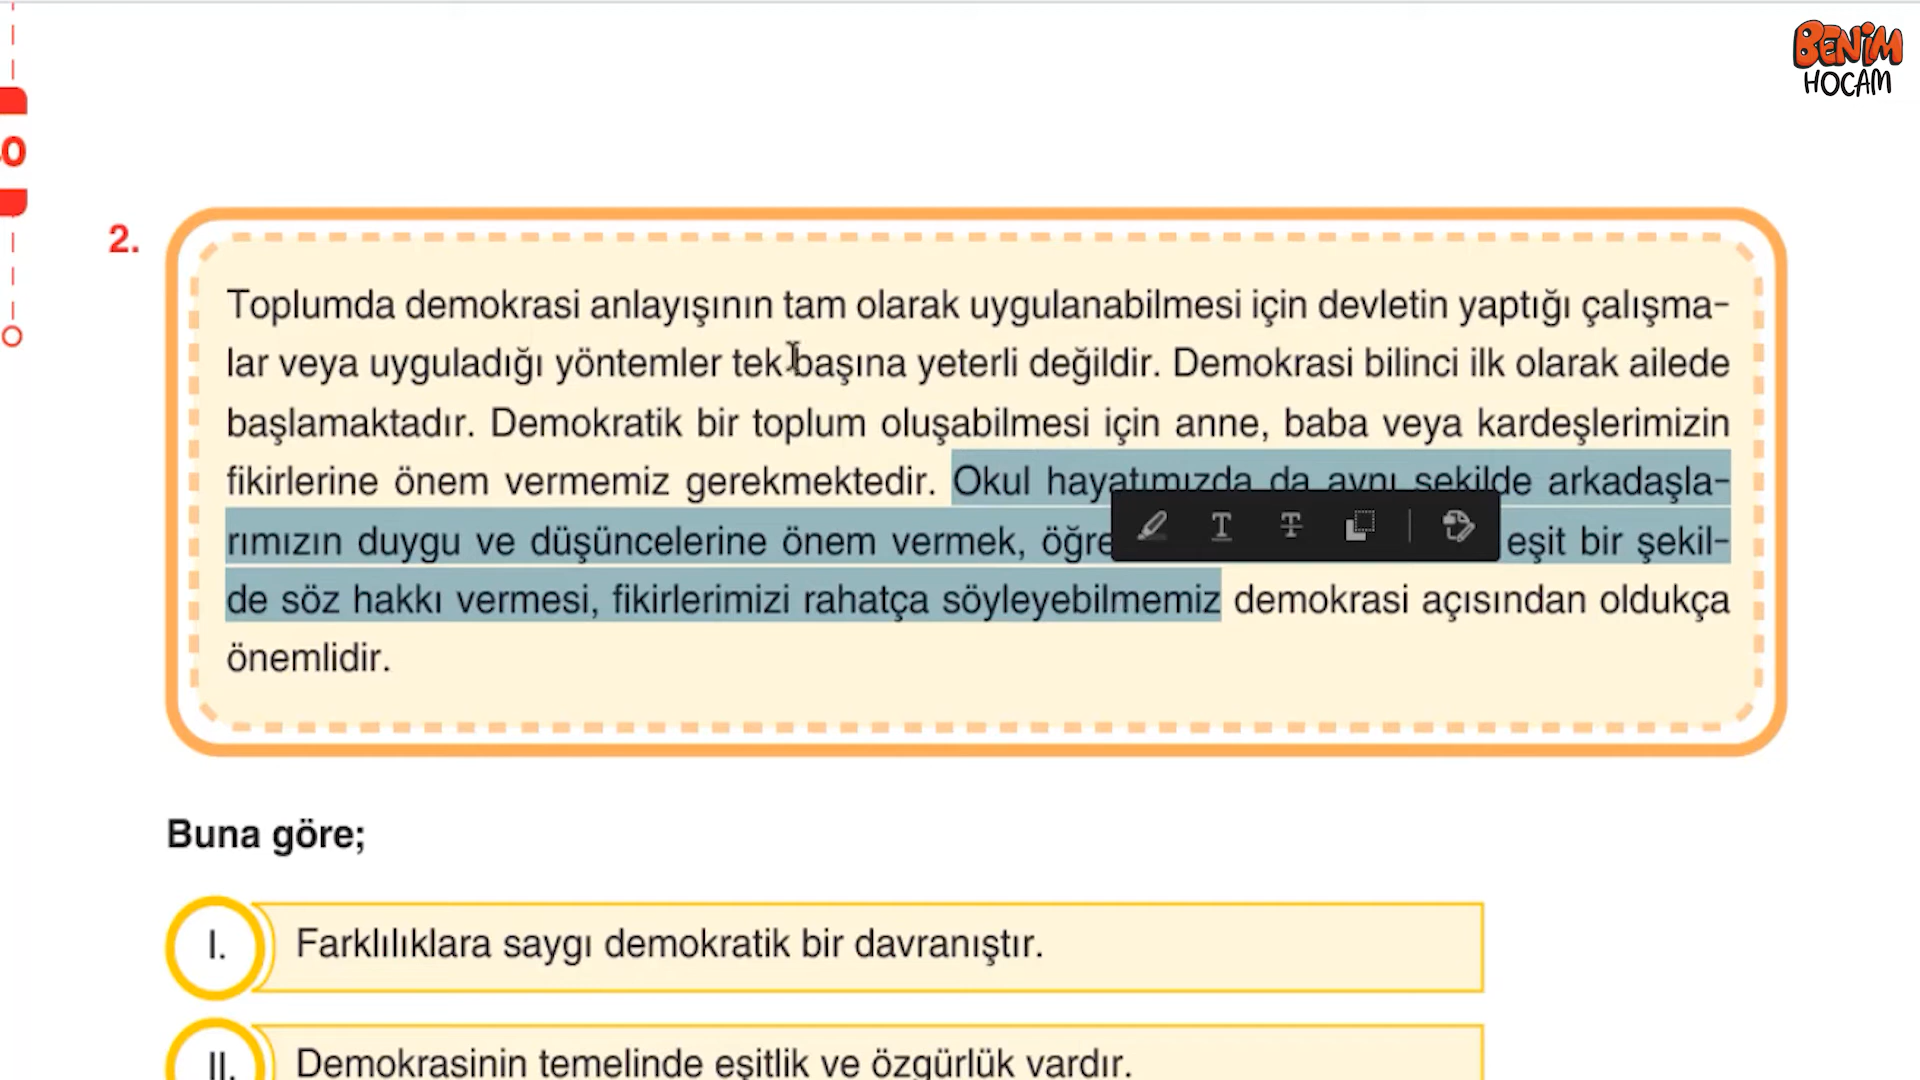 BENİM
HOCAM
0
2.
Toplumda demokrasi anlayışının tam olarak uygulanabilmesi için devletin yaptığı çalışma-
lar veya uyguladığı yöntemler tek başına yeterli değildir. Demokrasi bilinci ilk olarak ailede
başlamaktadır. Demokratik bir toplum oluşabilmesi için anne, baba veya kardeşlerimizin
fikirlerine önem vermemiz gerekmektedir. Okul hayatımızda da aynı şekilde arkadaşla-
rımızın duygu ve düşüncelerine önem vermek, öğre eşit bir şekil-
de söz hakkı vermesi, fikirlerimizi rahatça söyleyebilmemiz demokrasi açısından oldukça
önemlidir.
Buna göre;
I. Farklılıklara saygı demokratik bir davranıştır.
II. Demokrasinin temelinde eşitlik ve özgürlük vardır.